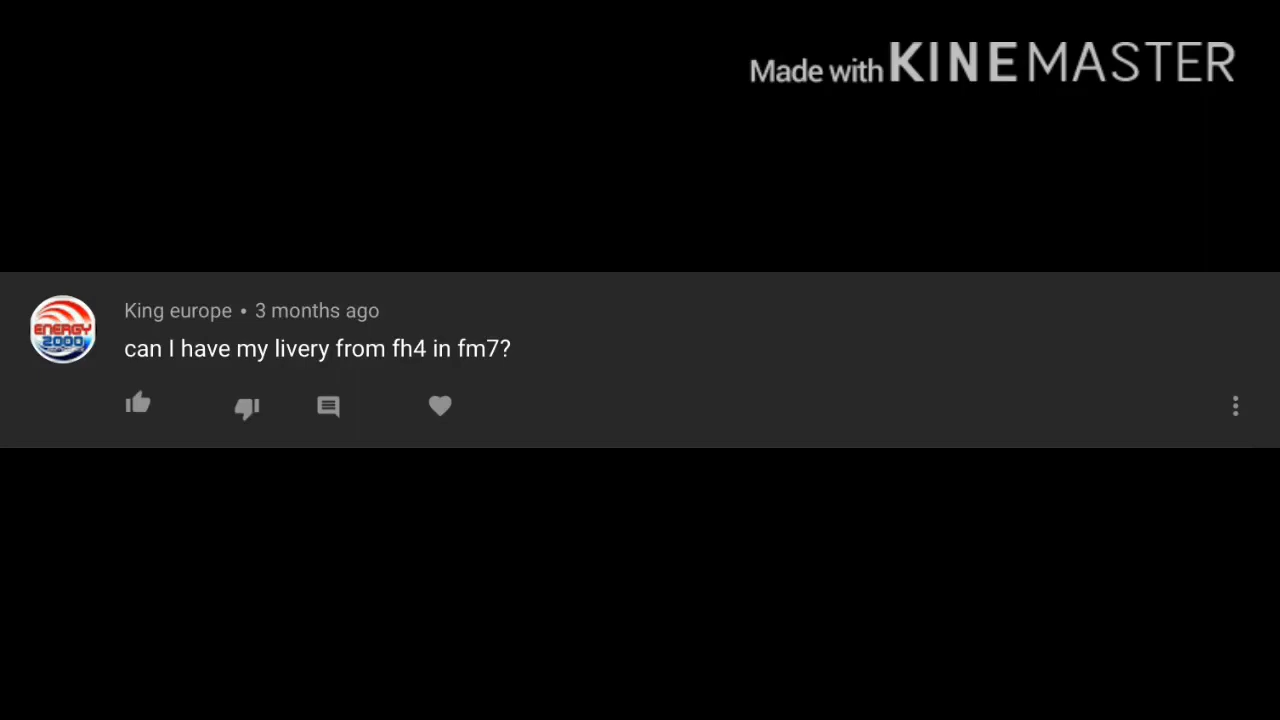 Made with KINEMASTER
King europe • 3 months ago
ENERGY
2000
can I have my livery from fh4 in fm7?